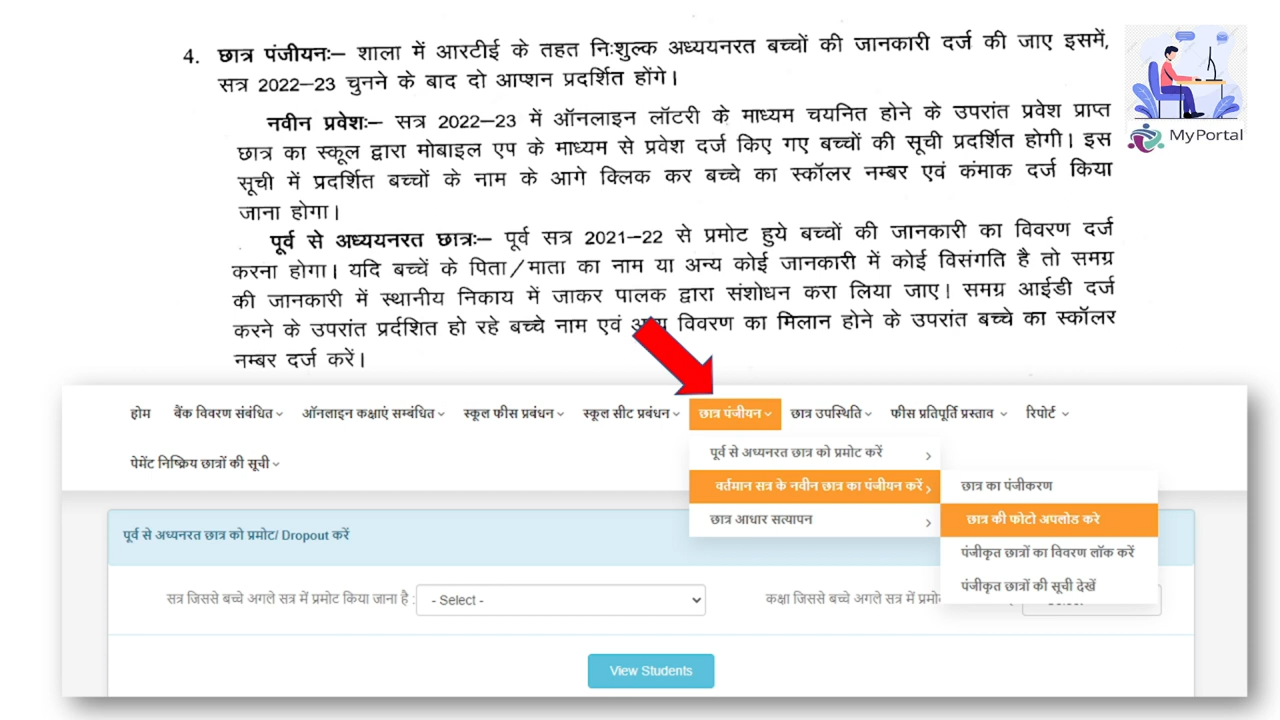 4. छात्र पंजीयनः– शाला में आरटीई के तहत निःशुल्क अध्ययनरत बच्चों की जानकारी दर्ज की जाए इसमें,
सत्र 2022–23 चुनने के बाद दो आप्शन प्रदर्शित होंगे।
नवीन प्रवेशः– सत्र 2022–23 में ऑनलाइन लॉटरी के माध्यम चयनित होने के उपरांत प्रवेश प्राप्त
छात्र का स्कूल द्वारा मोबाइल एप के माध्यम से प्रवेश दर्ज किए गए बच्चों की सूची प्रदर्शित होगी। इस
सूची में प्रदर्शित बच्चों के नाम के आगे क्लिक कर बच्चे का स्कॉलर नम्बर एवं कंमाक दर्ज किया
जाना होगा।
पूर्व से अध्ययनरत छात्रः– पूर्व सत्र 2021–22 से प्रमोट हुये बच्चों की जानकारी का विवरण दर्ज
करना होगा। यदि बच्चें के पिता/माता का नाम या अन्य कोई जानकारी में कोई विसंगति है तो समग्र
की जानकारी में स्थानीय निकाय में जाकर पालक द्वारा संशोधन करा लिया जाए। समग्र आईडी दर्ज
करने के उपरांत प्रर्दशित हो रहे बच्चे नाम एवं विवरण का मिलान होने के उपरांत बच्चे का स्कॉलर
नम्बर दर्ज करें।
MyPortal
होम बैंक विवरण संबंधित ऑनलाइन कक्षाएं सम्बंधित स्कूल फीस प्रबंधन स्कूल सीट प्रबंधन छात्र पंजीयन छात्र उपस्थिति फीस प्रतिपूर्ति प्रस्ताव रिपोर्ट
पेमेंट निष्क्रिय छात्रों की सूची
पूर्व से अध्यनरत छात्र को प्रमोट करें
वर्तमान सत्र के नवीन छात्र का पंजीयन करें
छात्र आधार सत्यापन
छात्र का पंजीकरण
छात्र की फोटो अपलोड करे
पंजीकृत छात्रों का विवरण लॉक करें
पंजीकृत छात्रों की सूची देखें
पूर्व से अध्यनरत छात्र को प्रमोट/ Dropout करें
सत्र जिससे बच्चे अगले सत्र में प्रमोट किया जाना है : - Select - कक्षा जिससे बच्चे अगले सत्र में
View Students